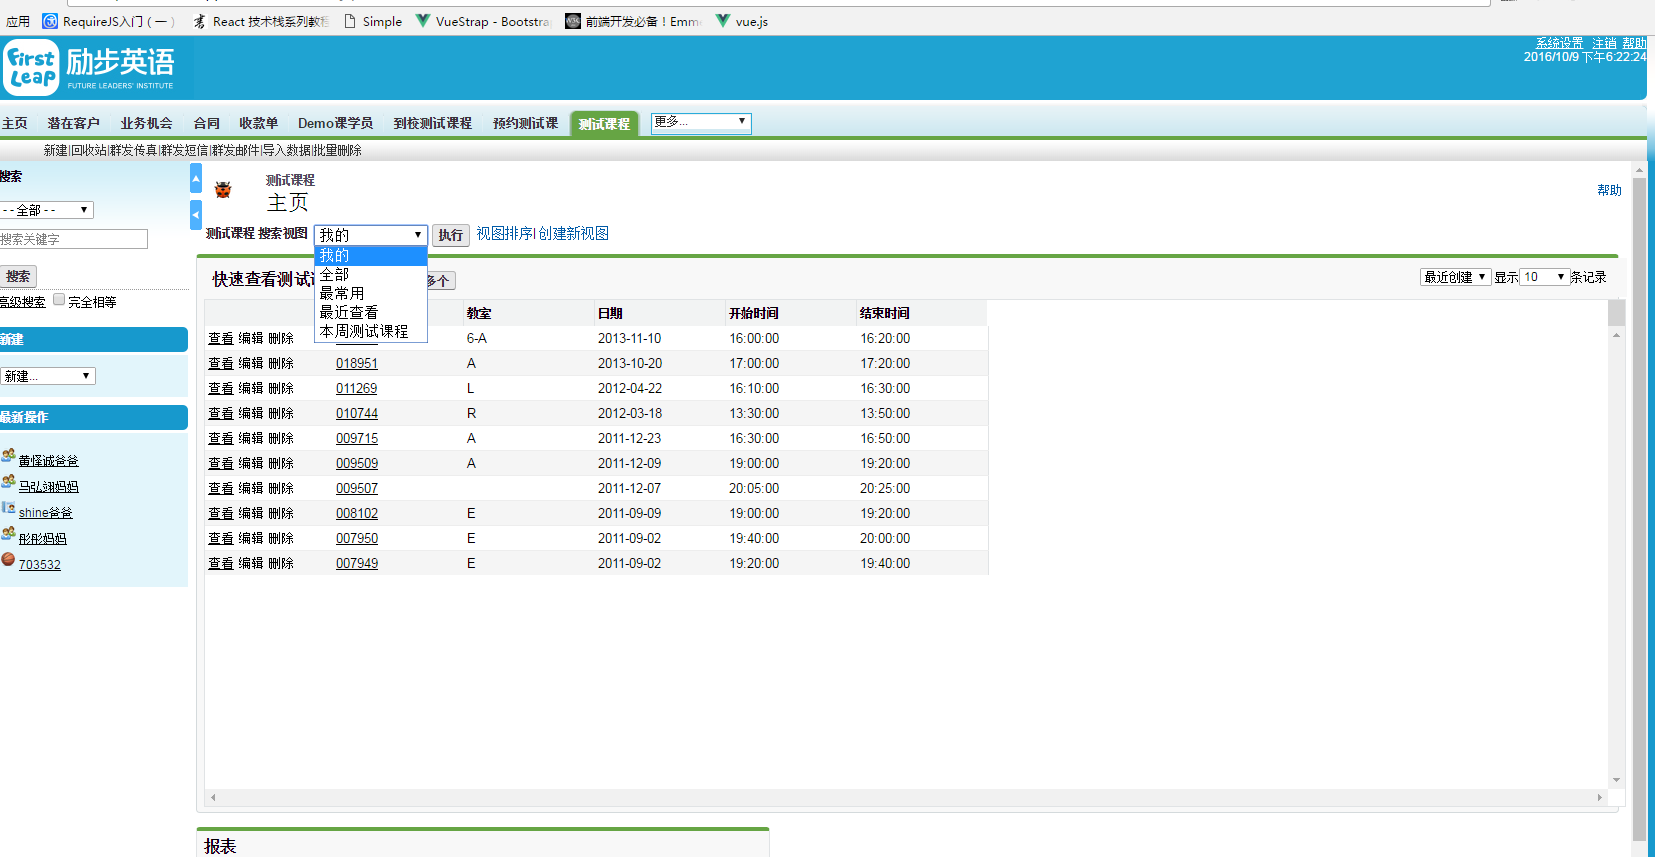 应用 RequireJS入门（一） React 技术栈系列教程 Simple VueStrap - Bootstra 前端开发必备！Emm vue.js
First Leap 励步英语
FUTURE LEADERS' INSTITUTE
系统设置 注销 帮助
2016/10/9 下午6:22:24
主页 潜在客户 业务机会 合同 收款单 Demo课学员 到校测试课程 预约测试课 测试课程 更多...
新建|回收站|群发传真|群发短信|群发邮件|导入数据|批量删除
搜索
--全部--
搜索关键字
搜索
高级搜索 完全相等
新建
新建...
最新操作
黄怿诚爸爸
马弘翊妈妈
shine爸爸
彤彤妈妈
703532
测试课程
主页
帮助
测试课程 搜索视图 我的 执行 视图排序|创建新视图
我的
全部
最常用
最近查看
本周测试课程
快速查看测试 多个
最近创建 显示 10 条记录
教室 日期 开始时间 结束时间
查看 编辑 删除 6-A 2013-11-10 16:00:00 16:20:00
查看 编辑 删除 018951 A 2013-10-20 17:00:00 17:20:00
查看 编辑 删除 011269 L 2012-04-22 16:10:00 16:30:00
查看 编辑 删除 010744 R 2012-03-18 13:30:00 13:50:00
查看 编辑 删除 009715 A 2011-12-23 16:30:00 16:50:00
查看 编辑 删除 009509 A 2011-12-09 19:00:00 19:20:00
查看 编辑 删除 009507 2011-12-07 20:05:00 20:25:00
查看 编辑 删除 008102 E 2011-09-09 19:00:00 19:20:00
查看 编辑 删除 007950 E 2011-09-02 19:40:00 20:00:00
查看 编辑 删除 007949 E 2011-09-02 19:20:00 19:40:00
报表